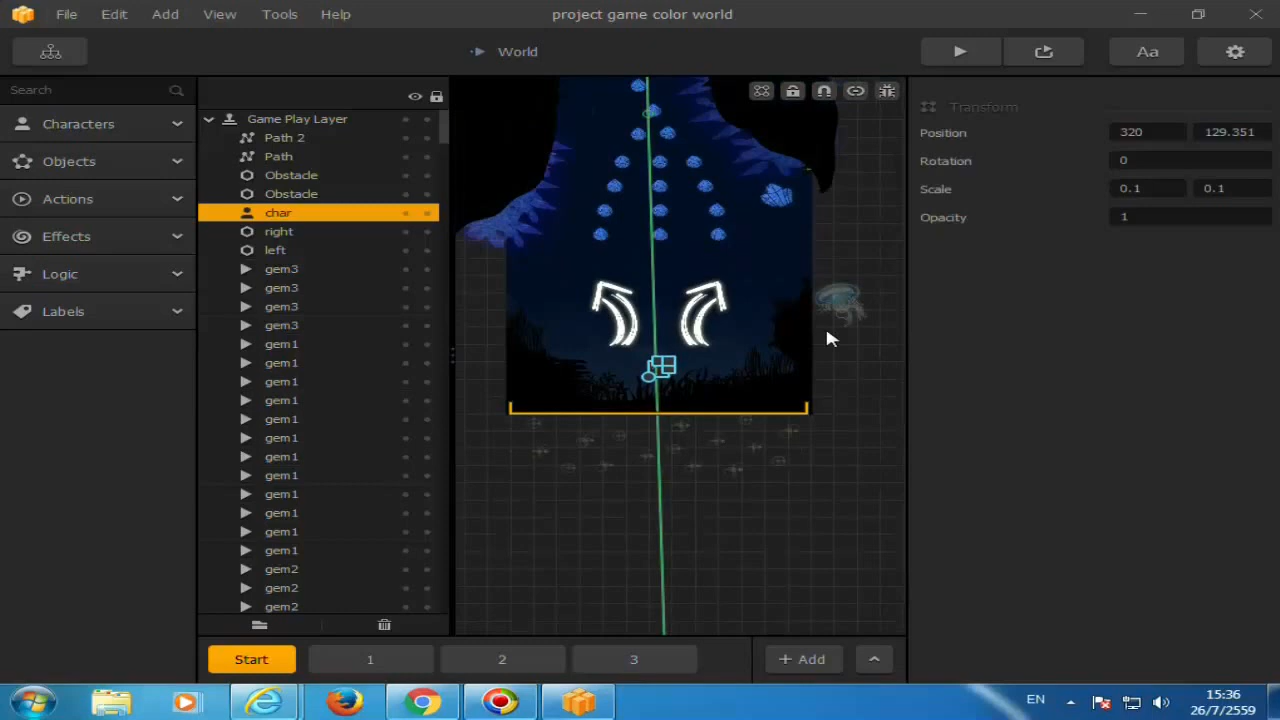 File Edit Add View Tools Help project game color world
World
Aa
Search
Characters
Objects
Actions
Effects
Logic
Labels
Game Play Layer
Path 2
Path
Obstacle
Obstacle
char
right
left
gem3
gem3
gem3
gem3
gem1
gem1
gem1
gem1
gem1
gem1
gem1
gem1
gem1
gem1
gem1
gem1
gem2
gem2
gem2
Transform
Position 320 129.351
Rotation 0
Scale 0.1 0.1
Opacity 1
Start 1 2 3 + Add
EN
15:36
26/7/2559